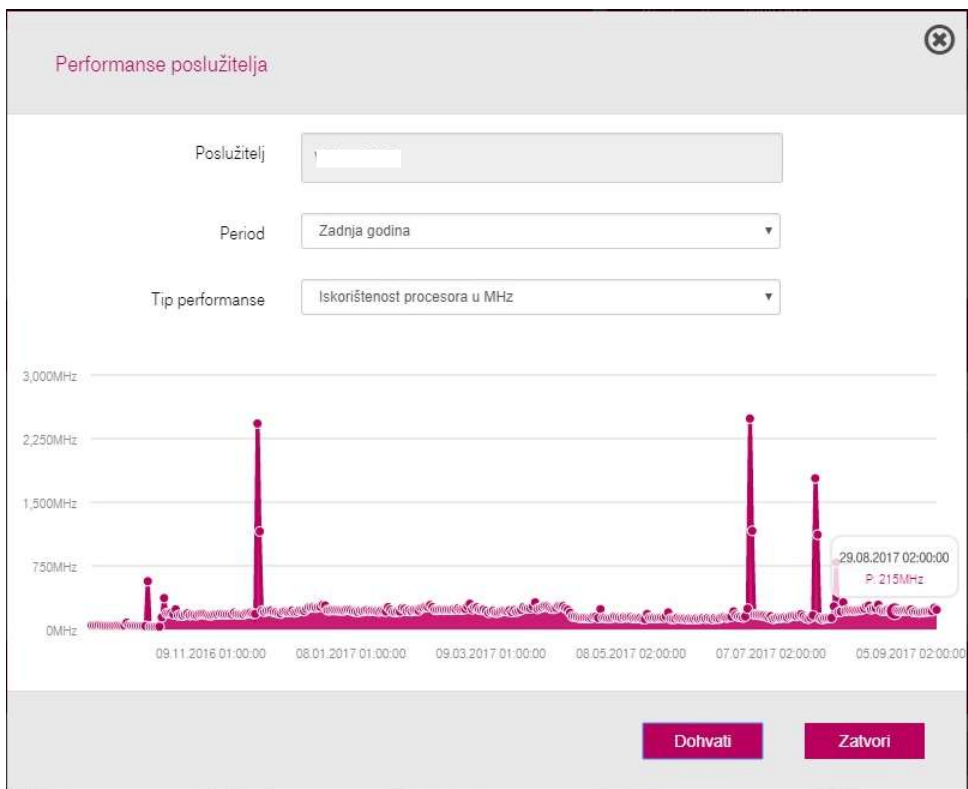 Performanse poslužitelja
Poslužitelj
Period
Zadnja godina
Tip performanse
Iskorištenost procesora u MHz
3,000MHz
2,250MHz
1,500MHz
750MHz
0MHz
29.08.2017 02:00:00
P: 215MHz
09.11.2016 01:00:00
08.01.2017 01:00:00
09.03.2017 01:00:00
08.05.2017 02:00:00
07.07.2017 02:00:00
05.09.2017 02:00:00
Dohvati
Zatvori